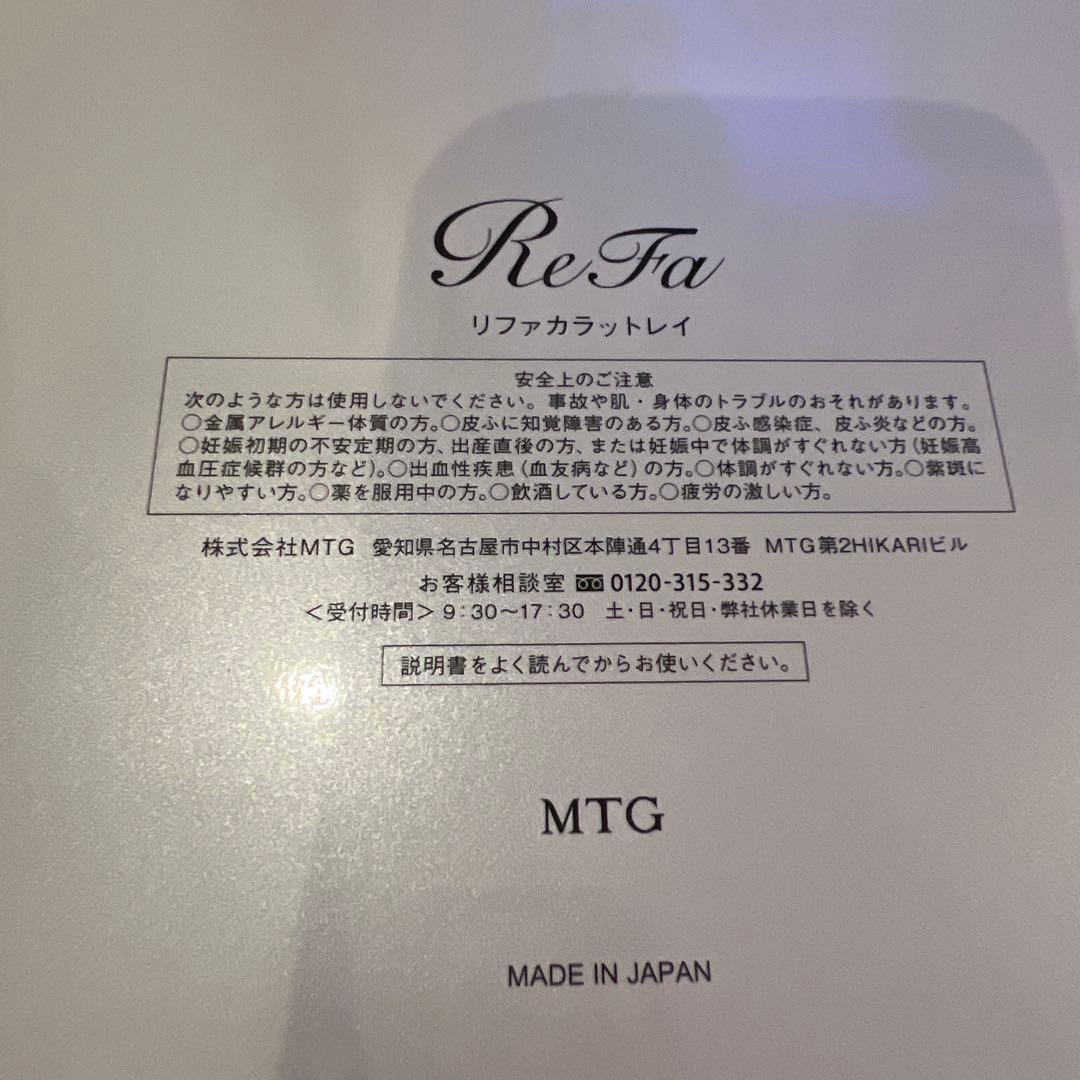 ReFa
リファカラットレイ
安全上のご注意
次のような方は使用しないでください。事故や肌・身体のトラブルのおそれがあります。
○金属アレルギー体質の方。○皮ふに知覚障害のある方。○皮ふ感染症、皮ふ炎などの方。
○妊娠初期の不安定期の方、出産直後の方、または妊娠中で体調がすぐれない方(妊娠高
血圧症候群の方など)。○出血性疾患(血友病など)の方。○体調がすぐれない方。○紫斑に
なりやすい方。○薬を服用中の方。○飲酒している方。○疲労の激しい方。
株式会社MTG 愛知県名古屋市中村区本陣通4丁目13番 MTG第2HIKARIビル
お客様相談室 0120-315-332
＜受付時間＞9:30〜17:30 土・日・祝日・弊社休業日を除く
説明書をよく読んでからお使いください。
MTG
MADE IN JAPAN